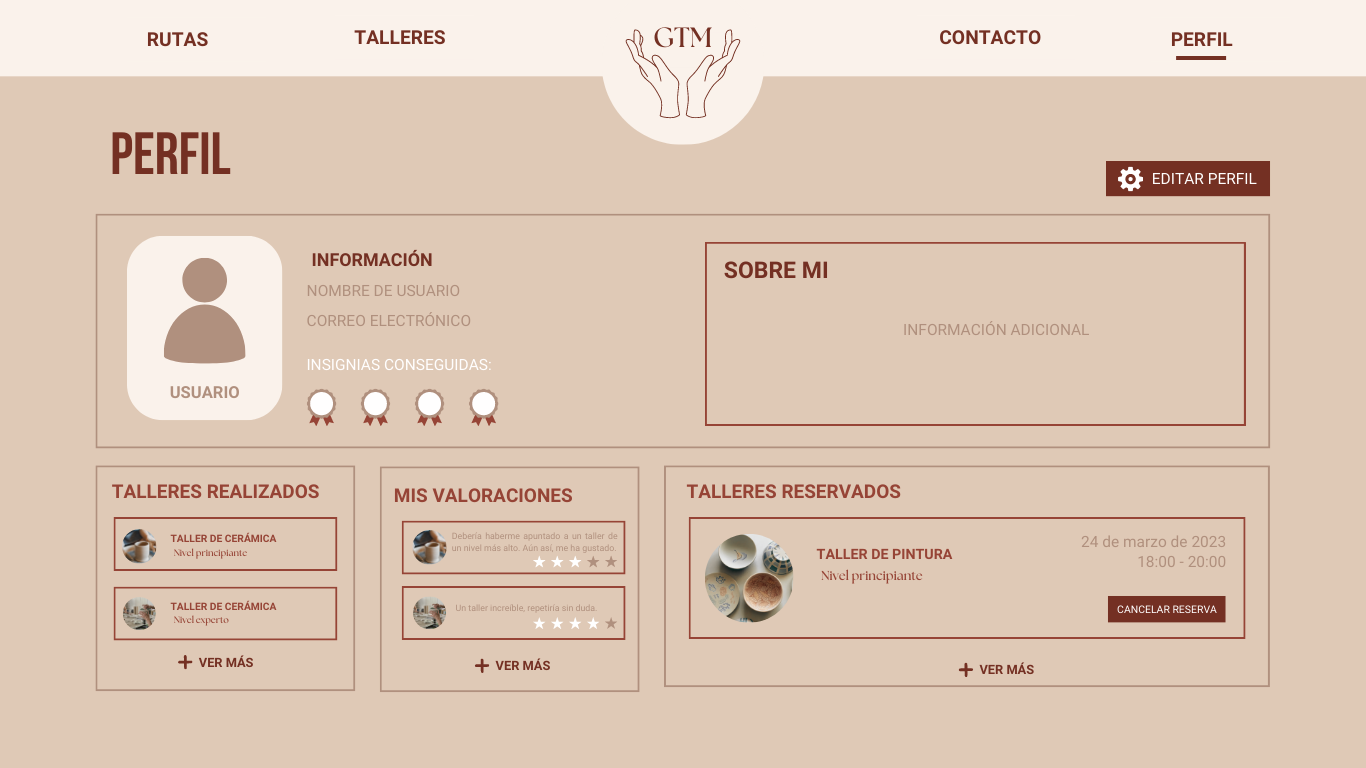 RUTAS
TALLERES
GTM
CONTACTO
PERFIL
PERFIL
EDITAR PERFIL
INFORMACIÓN
NOMBRE DE USUARIO
CORREO ELECTRÓNICO
INSIGNIAS CONSEGUIDAS:
USUARIO
SOBRE MI
INFORMACIÓN ADICIONAL
TALLERES REALIZADOS
TALLER DE CERÁMICA
Nivel principiante
TALLER DE CERÁMICA
Nivel experto
+ VER MÁS
MIS VALORACIONES
Debería haberme apuntado a un taller de
un nivel más alto. Aún así, me ha gustado.
Un taller increíble, repetiría sin duda.
+ VER MÁS
TALLERES RESERVADOS
TALLER DE PINTURA
Nivel principiante
24 de marzo de 2023
18:00 - 20:00
CANCELAR RESERVA
+ VER MÁS